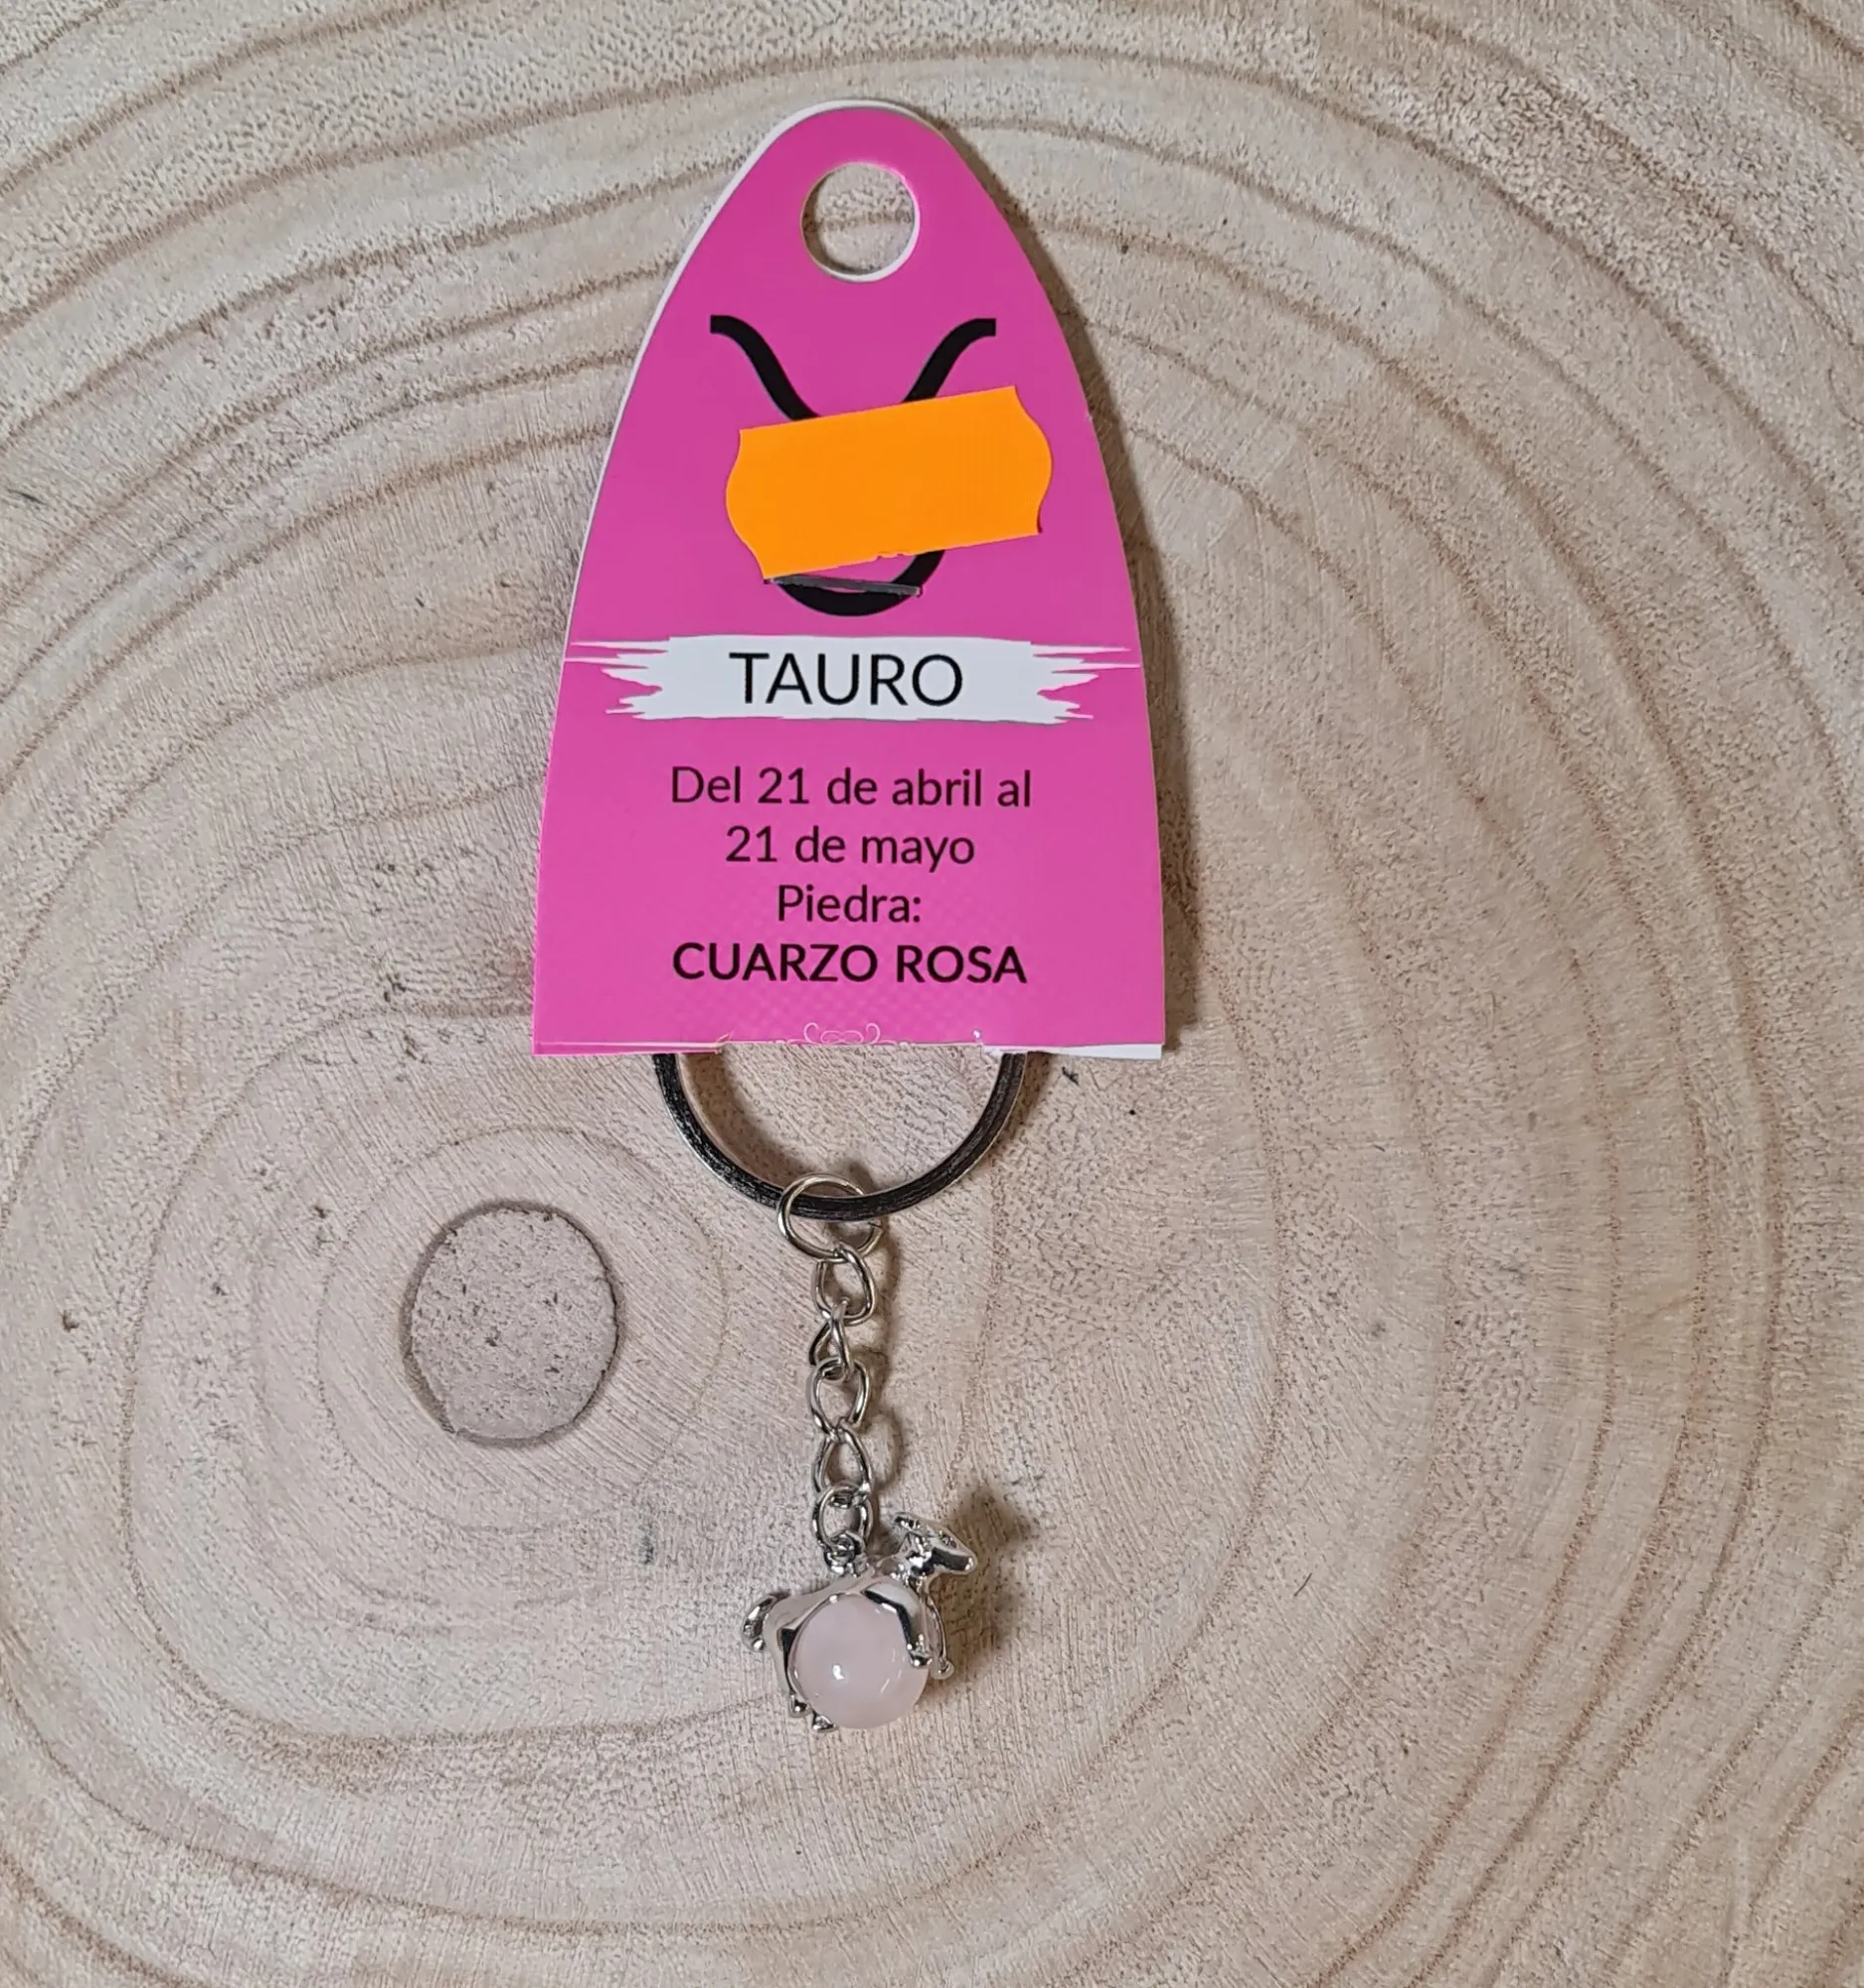 TAURO
Del 21 de abril al
21 de mayo
Piedra:
CUARZO ROSA